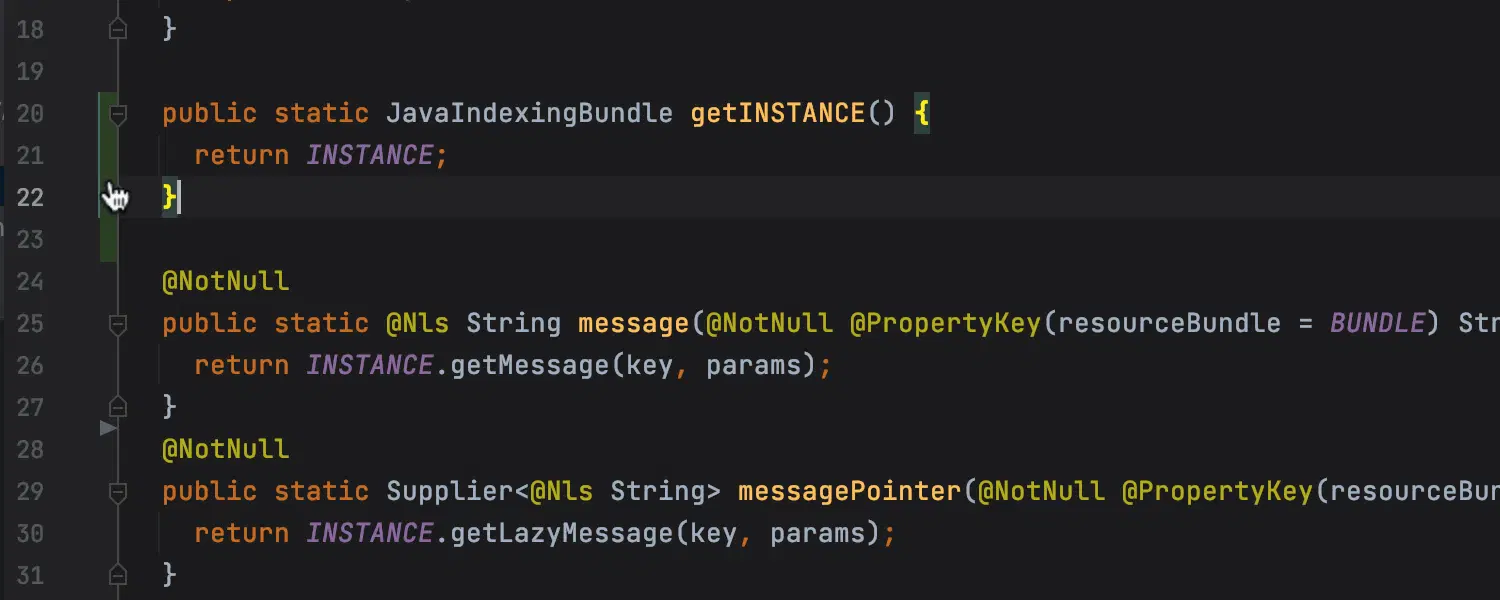 18 }
19
20 public static JavaIndexingBundle getINSTANCE() {
21 return INSTANCE;
22 }
23
24 @NotNull
25 public static @Nls String message(@NotNull @PropertyKey(resourceBundle = BUNDLE) Str
26 return INSTANCE.getMessage(key, params);
27 }
28 @NotNull
29 public static Supplier<@Nls String> messagePointer(@NotNull @PropertyKey(resourceBun
30 return INSTANCE.getLazyMessage(key, params);
31 }